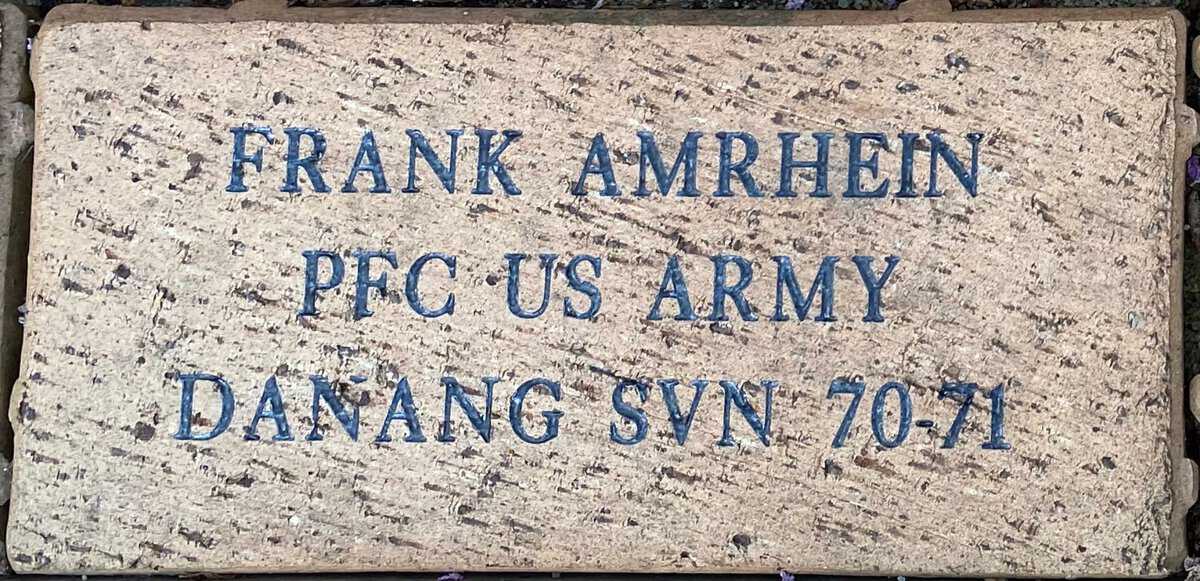 FRANK AMRHEIN
PFC US ARMY
DANANG SVN 70-71